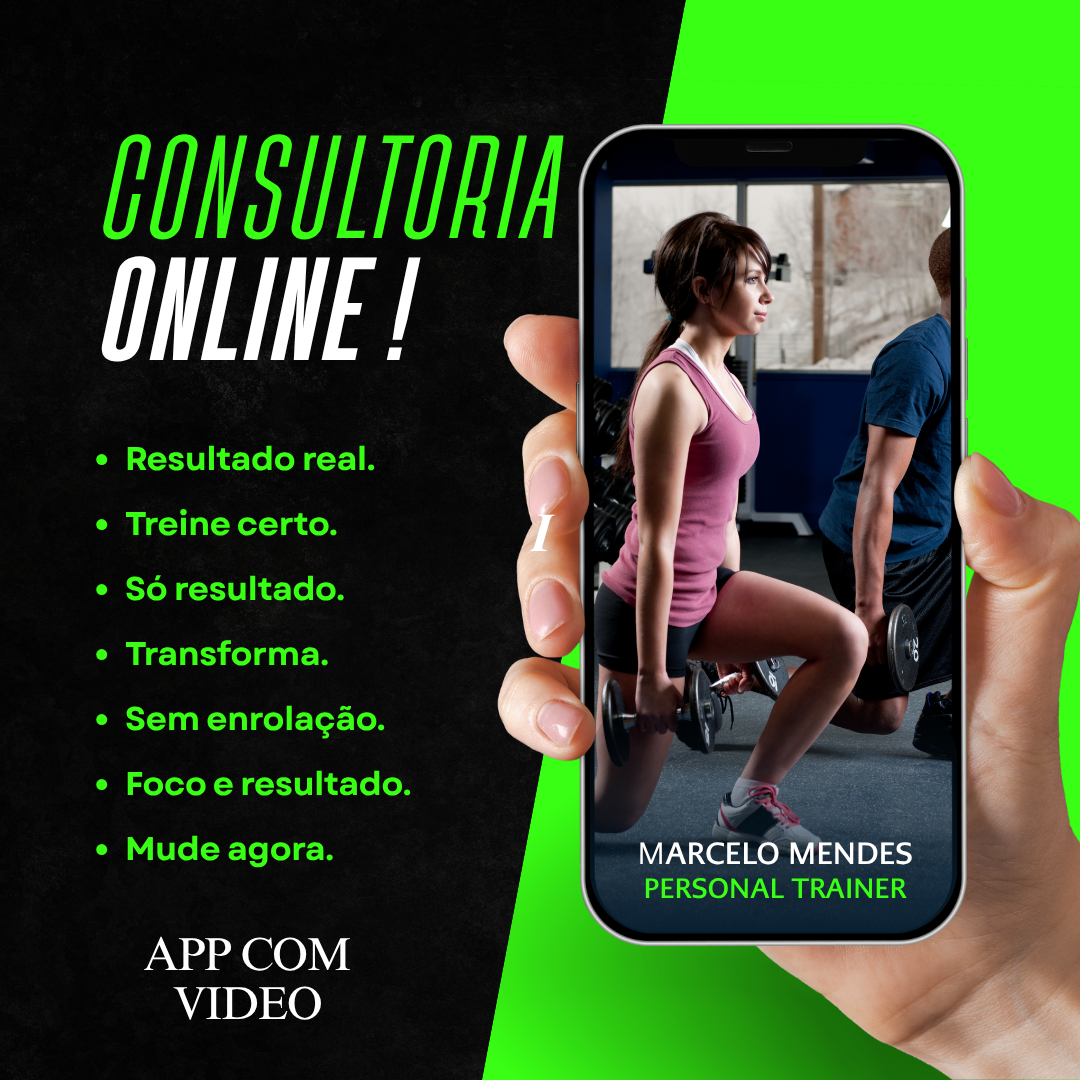 CONSULTORIA
ONLINE !
• Resultado real.
• Treine certo.
• Só resultado.
• Transforma.
• Sem enrolação.
• Foco e resultado.
• Mude agora.
APP COM
VIDEO
I
20
MARCELO MENDES
PERSONAL TRAINER